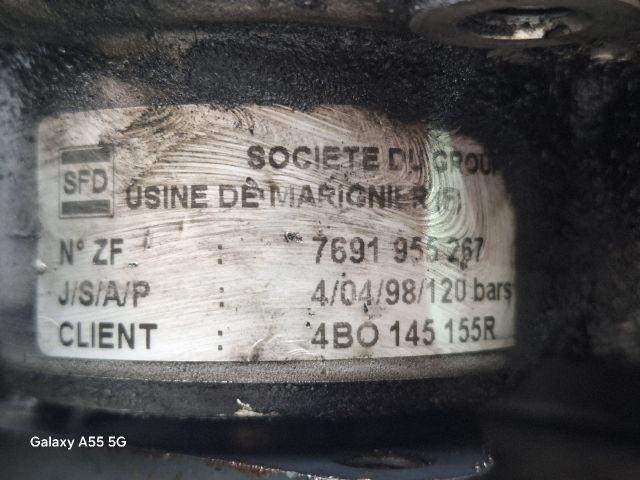 SFD
SOCIETE DU GROUP
USINE DE MARIGNIER (F)
N° ZF : 7691 955 267
J/S/A/P : 4/04/98/120 bars
CLIENT : 4BO 145 155R
Galaxy A55 5G